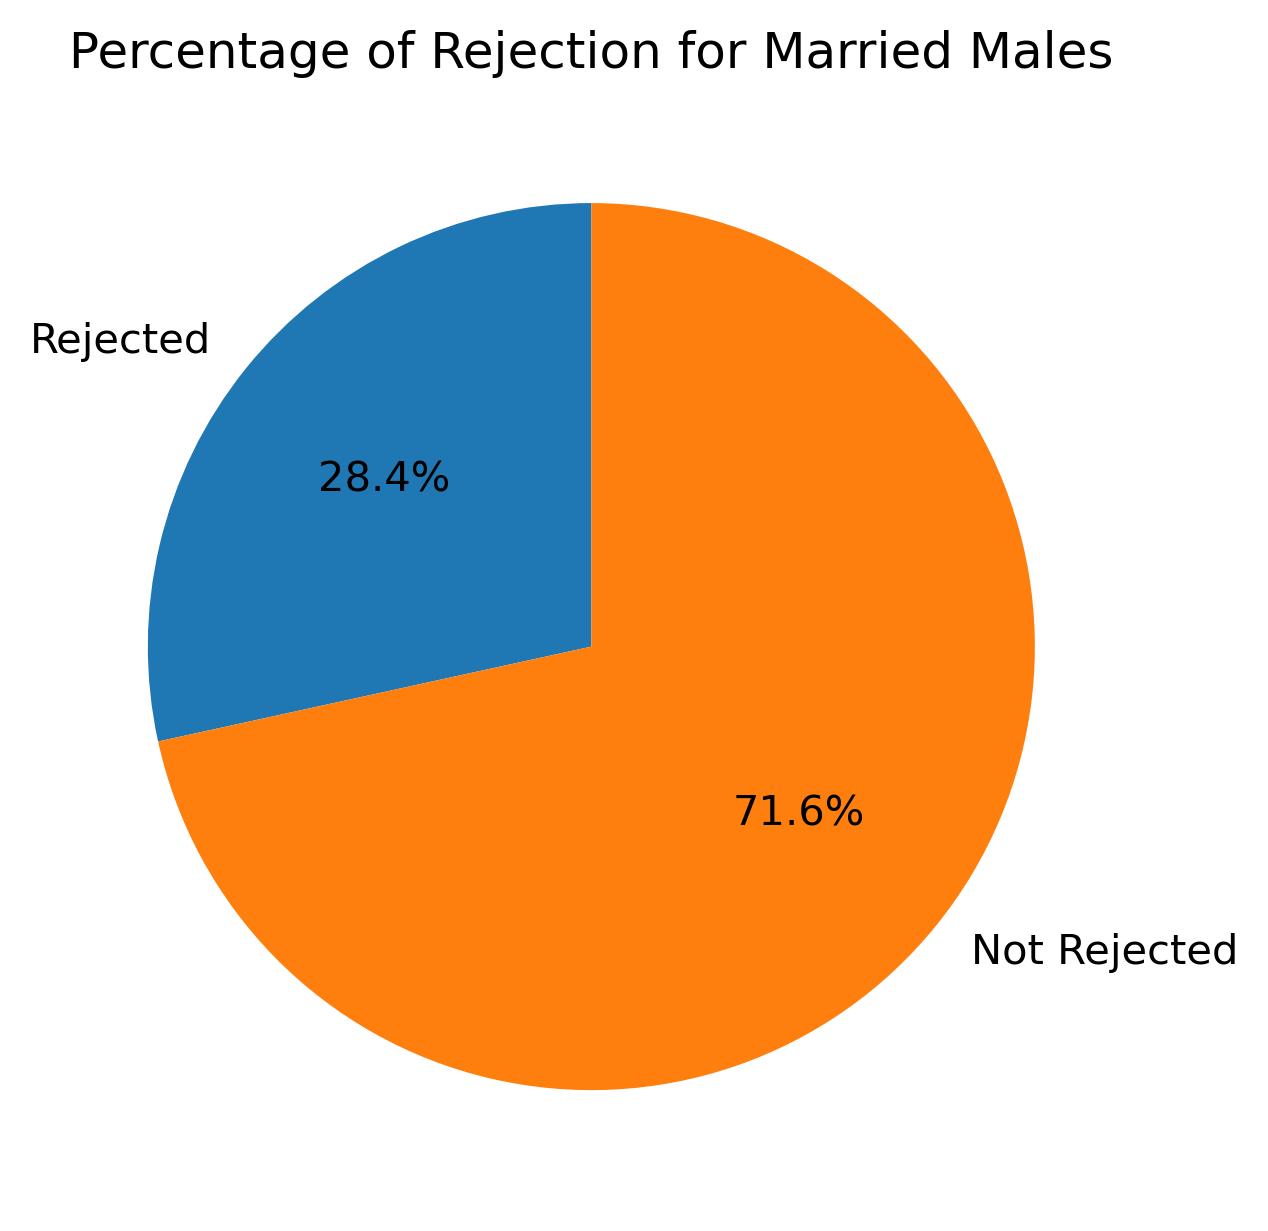 Percentage of Rejection for Married Males
Rejected
28.4%
71.6%
Not Rejected